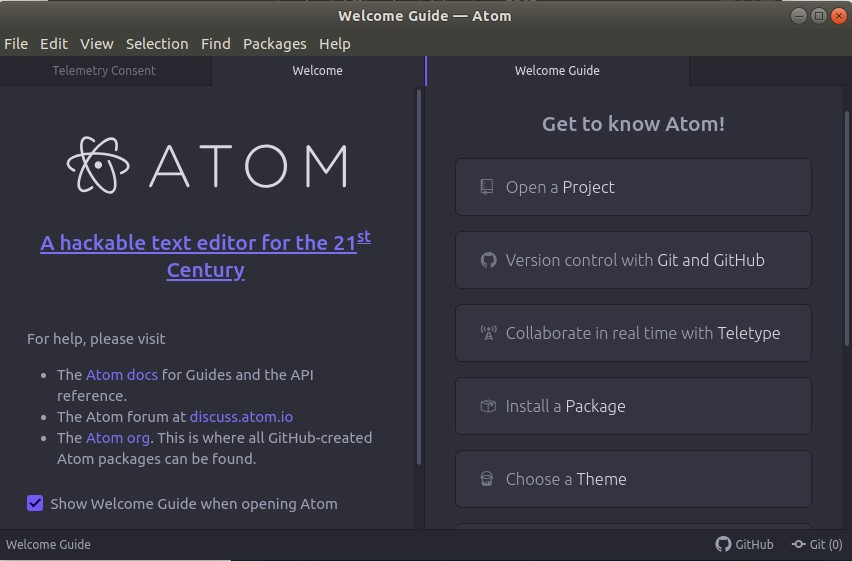 Welcome Guide — Atom
File Edit View Selection Find Packages Help
Telemetry Consent
Welcome
Welcome Guide
ATOM
A hackable text editor for the 21st
Century
For help, please visit
• The Atom docs for Guides and the API
reference.
• The Atom forum at discuss.atom.io
• The Atom org. This is where all GitHub-created
Atom packages can be found.
Show Welcome Guide when opening Atom
Get to know Atom!
Open a Project
Version control with Git and GitHub
Collaborate in real time with Teletype
Install a Package
Choose a Theme
Welcome Guide
GitHub
Git (0)